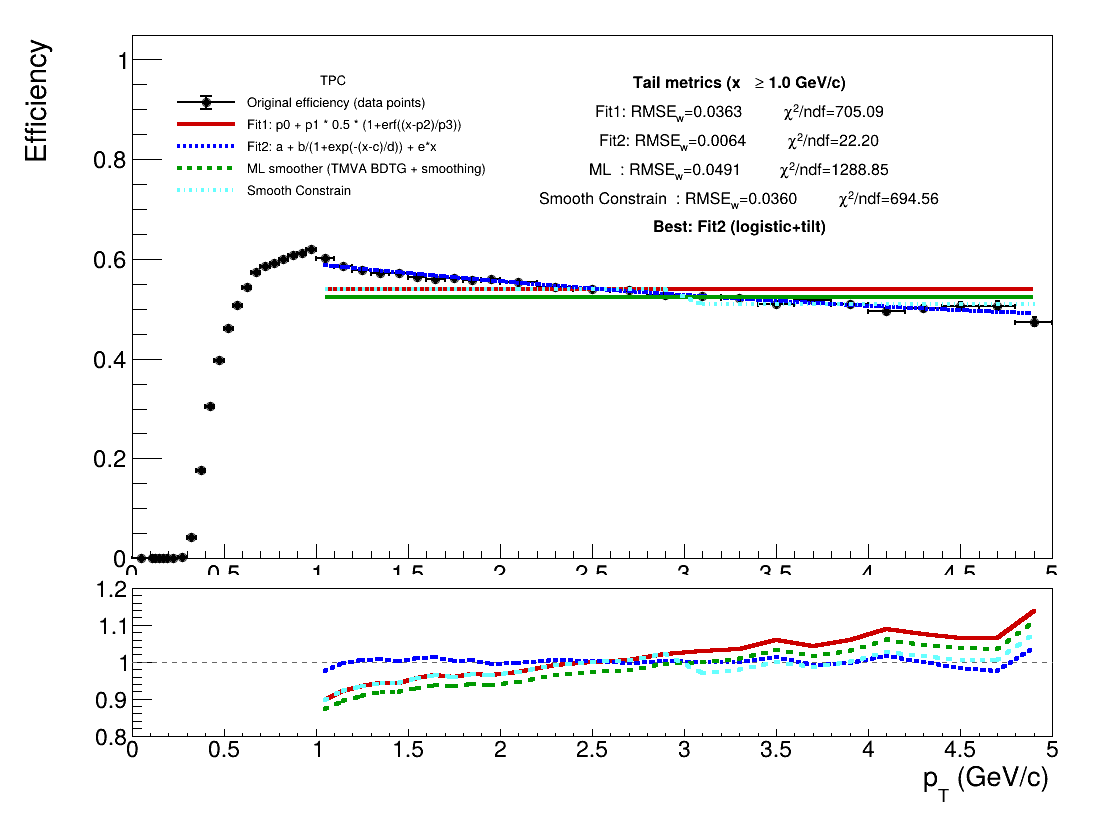 Efficiency
1
0.8
0.6
0.4
0.2
0
TPC
Original efficiency (data points)
Fit1: p0 + p1 * 0.5 * (1+erf((x-p2)/p3))
Fit2: a + b/(1+exp(-(x-c)/d)) + e*x
ML smoother (TMVA BDTG + smoothing)
Smooth Constrain
Tail metrics (x ≥ 1.0 GeV/c)
Fit1: RMSEw=0.0363 χ²/ndf=705.09
Fit2: RMSEw=0.0064 χ²/ndf=22.20
ML : RMSEw=0.0491 χ²/ndf=1288.85
Smooth Constrain : RMSEw=0.0360 χ²/ndf=694.56
Best: Fit2 (logistic+tilt)
0 0.5 1 1.5 2 2.5 3 3.5 4 4.5 5
1.2
1.1
1
0.9
0.8
0 0.5 1 1.5 2 2.5 3 3.5 4 4.5 5
pT (GeV/c)